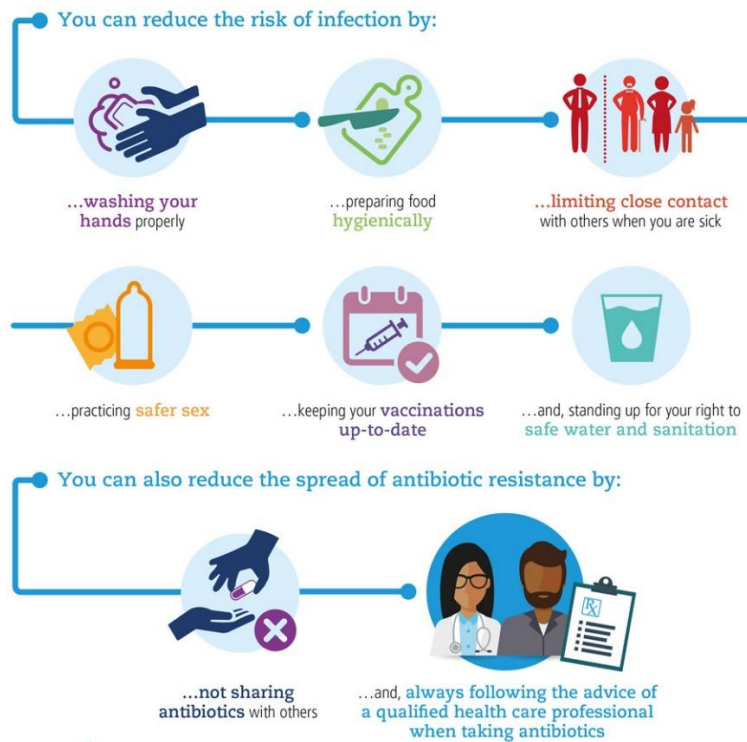 You can reduce the risk of infection by:
...washing your
hands properly
...preparing food
hygienically
...limiting close contact
with others when you are sick
...practicing safer sex
...keeping your vaccinations
up-to-date
...and, standing up for your right to
safe water and sanitation
You can also reduce the spread of antibiotic resistance by:
...not sharing
antibiotics with others
Rx
...and, always following the advice of
a qualified health care professional
when taking antibiotics